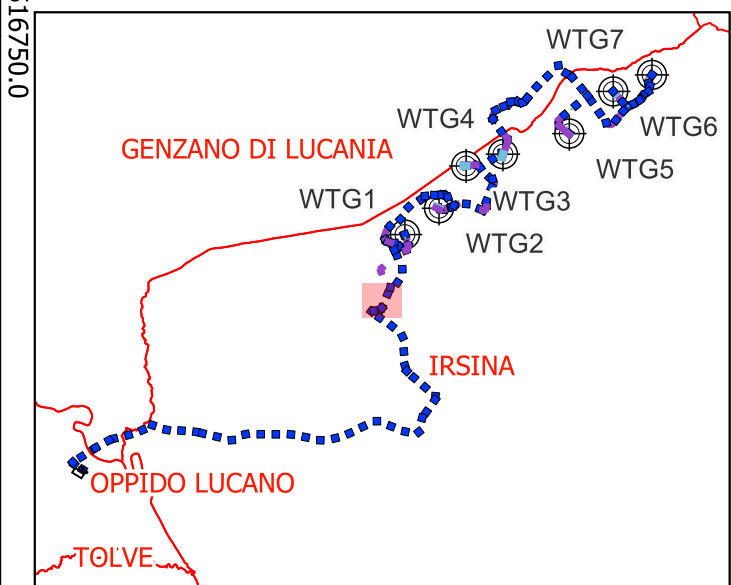 16750.0
WTG7
WTG4
WTG6
GENZANO DI LUCANIA
WTG5
WTG1
WTG3
WTG2
IRSINA
OPPIDO LUCANO
TOLVE